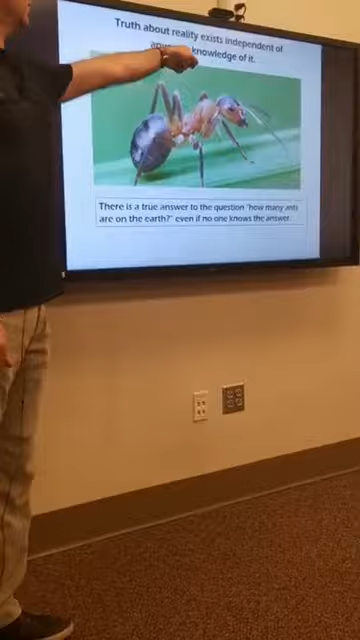 Truth about reality exists independent of
knowledge of it.
There is a true answer to the question "how many ants
are on the earth?" even if no one knows the answer.